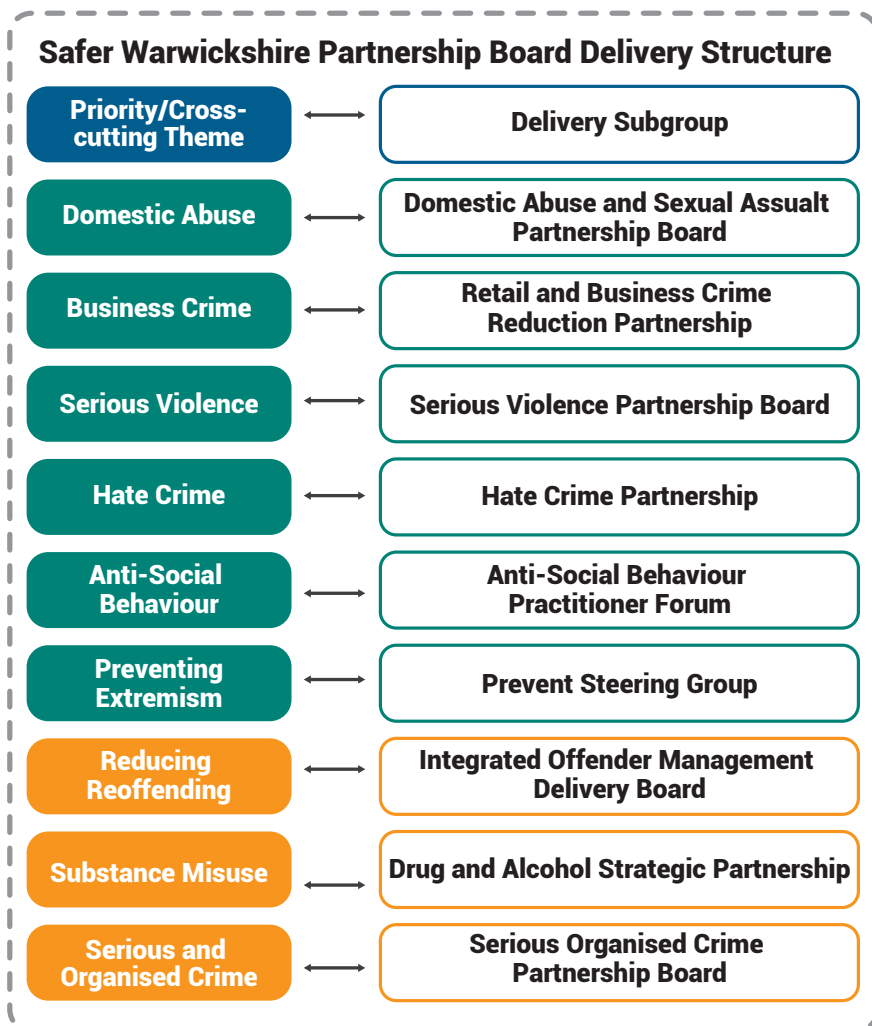 Safer Warwickshire Partnership Board Delivery Structure
Priority/Cross-
cutting Theme
Delivery Subgroup
Domestic Abuse
Domestic Abuse and Sexual Assualt
Partnership Board
Business Crime
Retail and Business Crime
Reduction Partnership
Serious Violence
Serious Violence Partnership Board
Hate Crime
Hate Crime Partnership
Anti-Social
Behaviour
Anti-Social Behaviour
Practitioner Forum
Preventing
Extremism
Prevent Steering Group
Reducing
Reoffending
Integrated Offender Management
Delivery Board
Substance Misuse
Drug and Alcohol Strategic Partnership
Serious and
Organised Crime
Serious Organised Crime
Partnership Board